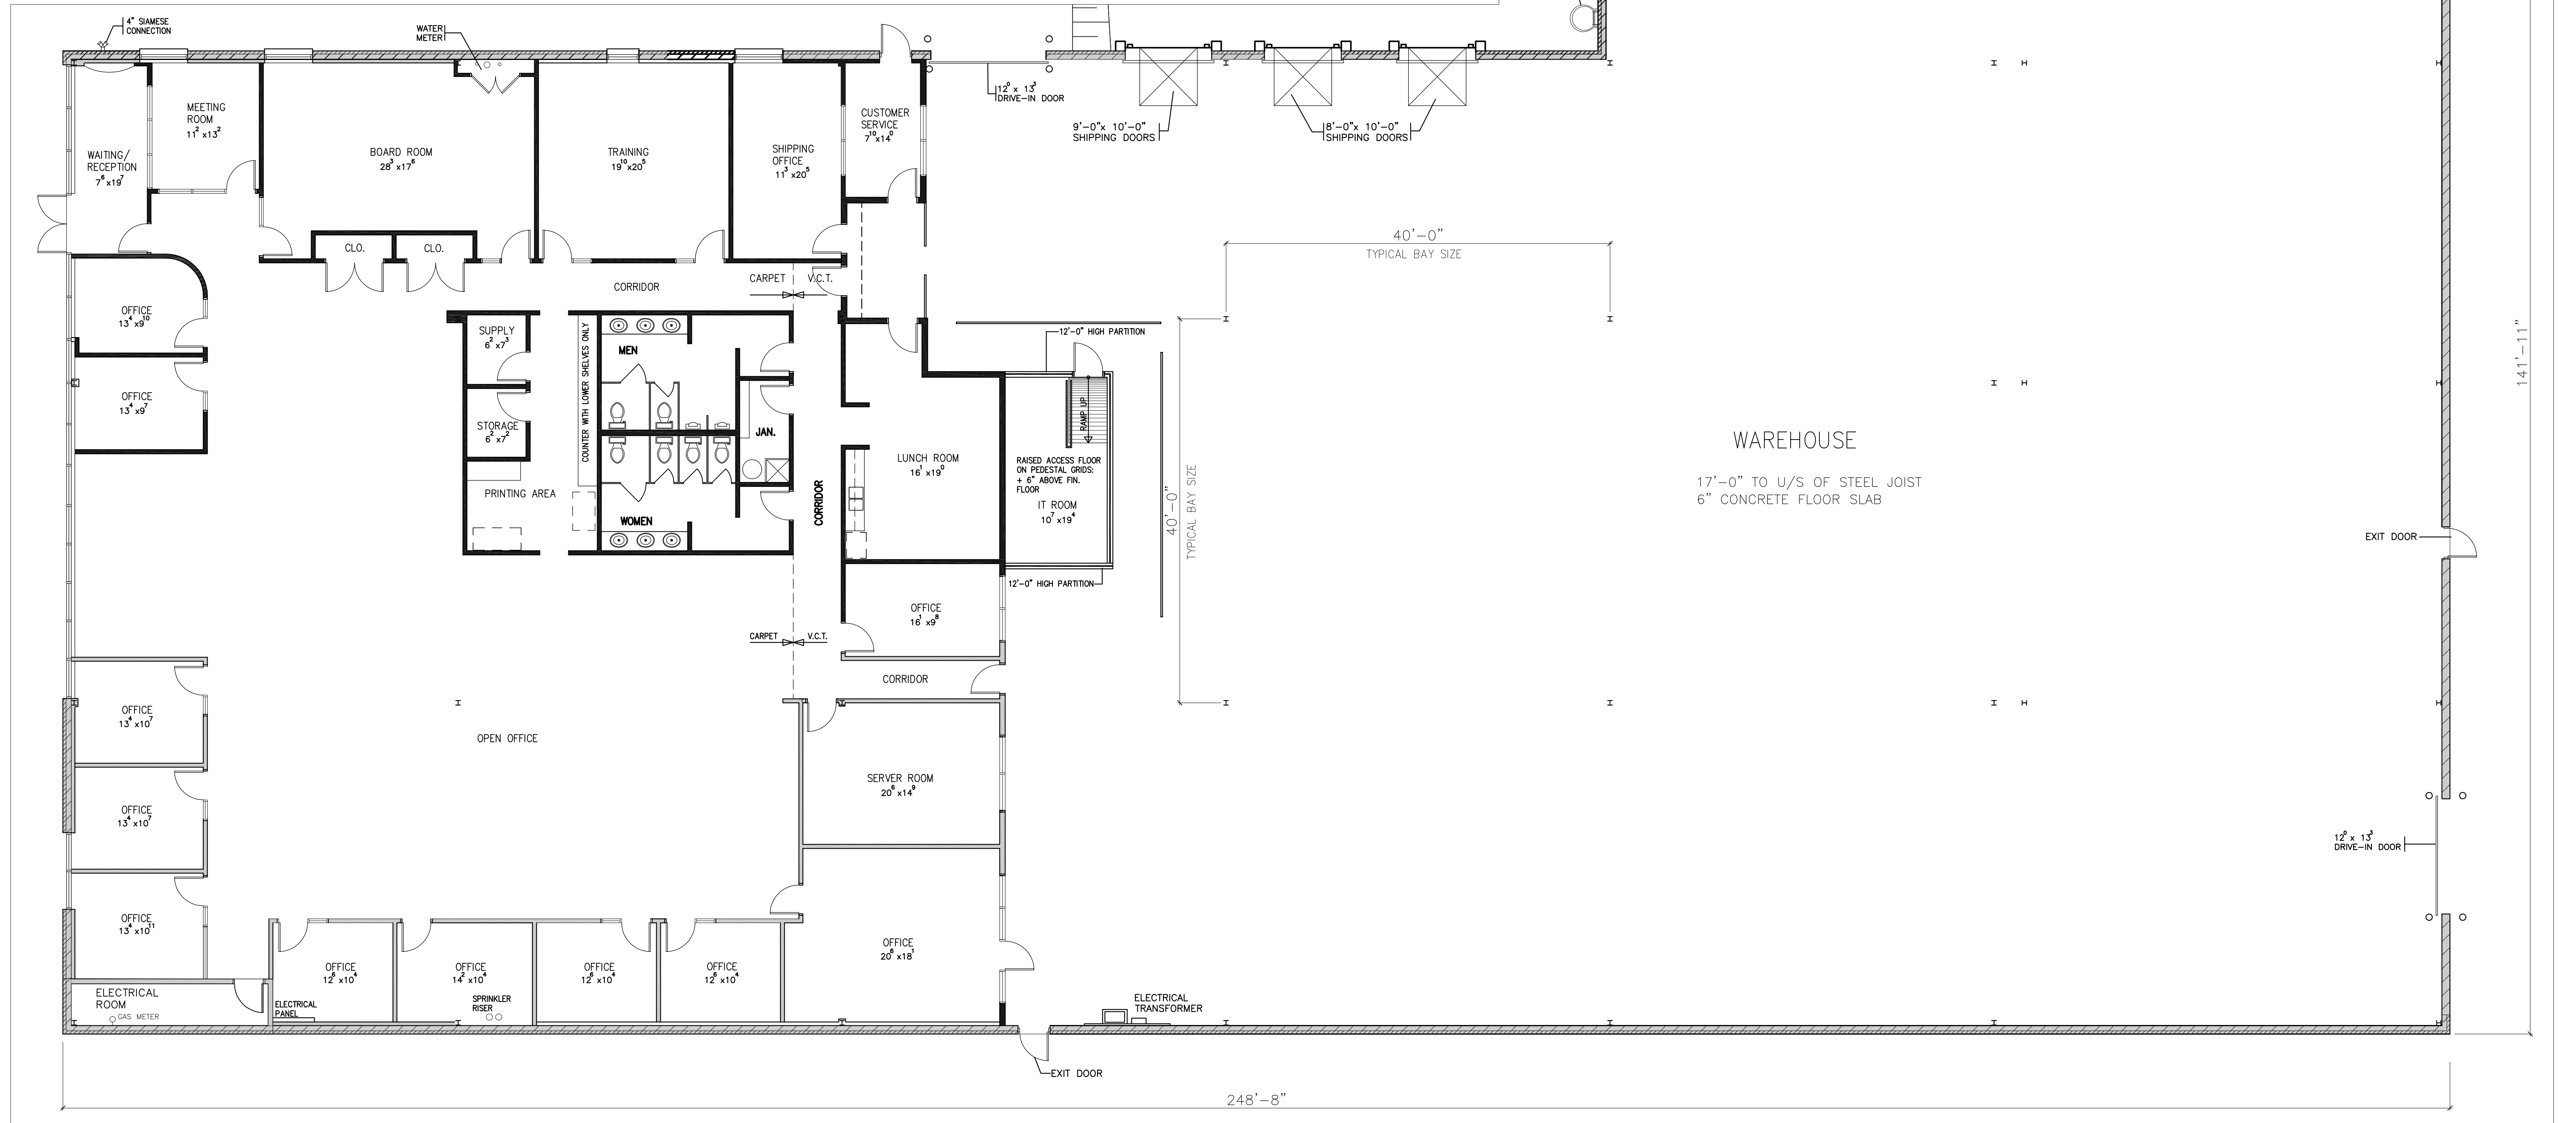 4" SIAMESE
CONNECTION
WATER
METER
MEETING
ROOM
11² x13²
WAITING/
RECEPTION
7⁶ x19⁷
BOARD ROOM
28³ x17⁶
TRAINING
19¹⁰ x20⁵
SHIPPING
OFFICE
11³ x20⁵
CUSTOMER
SERVICE
7¹⁰ x14⁰
12⁰ x 13³
DRIVE-IN DOOR
9'-0"x 10'-0"
SHIPPING DOORS
8'-0"x 10'-0"
SHIPPING DOORS
CLO.
CLO.
40'-0"
TYPICAL BAY SIZE
CARPET
V.C.T.
CORRIDOR
OFFICE
13⁴ x9¹⁰
SUPPLY
6² x7³
COUNTER WITH LOWER SHELVES ONLY
MEN
12'-0" HIGH PARTITION
141'-11"
OFFICE
13⁴ x9⁷
STORAGE
6² x7²
JAN.
RAMP UP
WAREHOUSE
17'-0" TO U/S OF STEEL JOIST
6" CONCRETE FLOOR SLAB
LUNCH ROOM
16¹ x19⁰
RAISED ACCESS FLOOR
ON PEDESTAL GRIDS:
+ 6" ABOVE FIN.
FLOOR
IT ROOM
10⁷ x19⁴
40'-0"
TYPICAL BAY SIZE
PRINTING AREA
WOMEN
CORRIDOR
EXIT DOOR
12'-0" HIGH PARTITION
OFFICE
16¹ x9⁸
CARPET
V.C.T.
CORRIDOR
OFFICE
13⁴ x10⁷
OPEN OFFICE
SERVER ROOM
20⁶ x14⁹
OFFICE
13⁴ x10⁷
12⁰ x 13³
DRIVE-IN DOOR
OFFICE
13⁴ x10¹¹
OFFICE
20⁶ x18¹
OFFICE
12⁶ x10⁴
OFFICE
14² x10⁴
OFFICE
12⁶ x10⁴
OFFICE
12⁶ x10⁴
ELECTRICAL
ROOM
GAS METER
ELECTRICAL
PANEL
SPRINKLER
RISER
ELECTRICAL
TRANSFORMER
EXIT DOOR
248'-8"